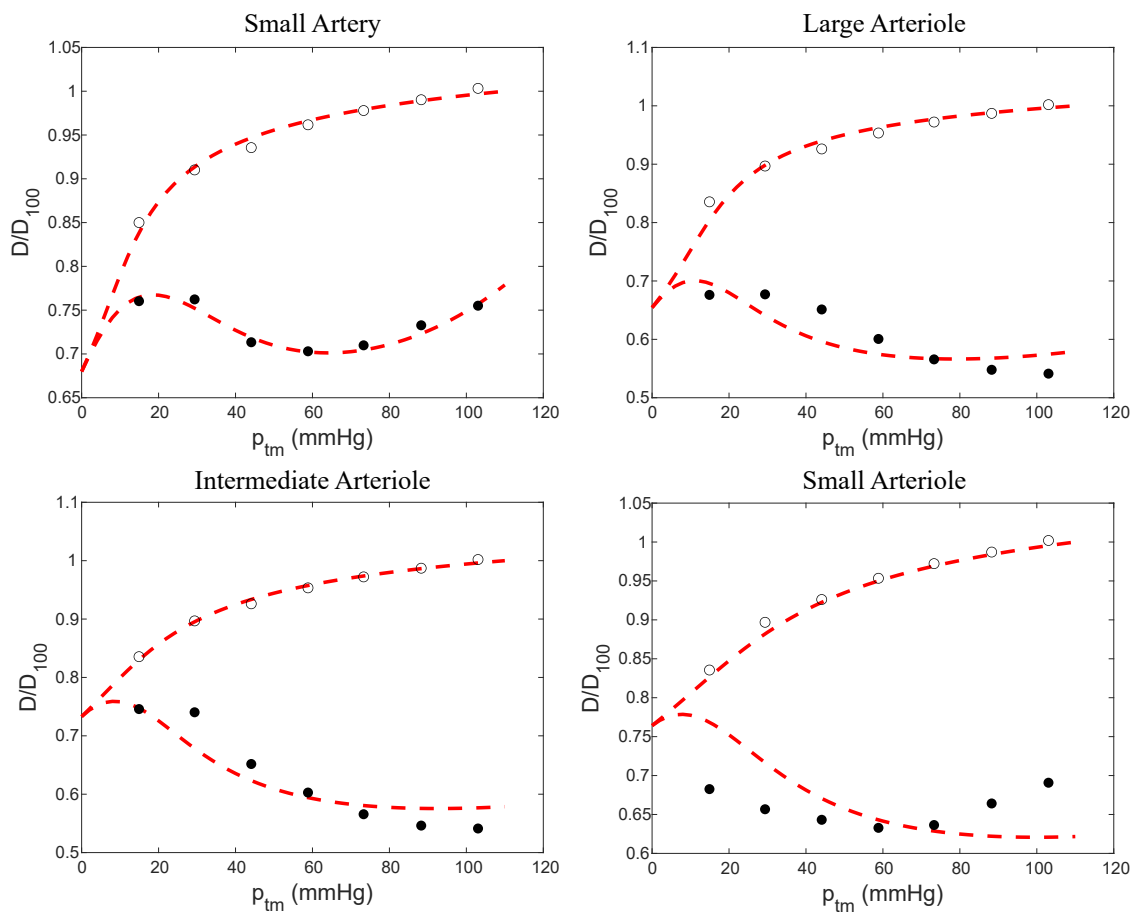 Small Artery
1.05
1
0.95
0.9
0.85
0.8
0.75
0.7
0.65
D/D100
0 20 40 60 80 100 120
ptm (mmHg)
Large Arteriole
1.1
1
0.9
0.8
0.7
0.6
0.5
D/D100
0 20 40 60 80 100 120
ptm (mmHg)
Intermediate Arteriole
1.1
1
0.9
0.8
0.7
0.6
0.5
D/D100
0 20 40 60 80 100 120
ptm (mmHg)
Small Arteriole
1.05
1
0.95
0.9
0.85
0.8
0.75
0.7
0.65
0.6
D/D100
0 20 40 60 80 100 120
ptm (mmHg)